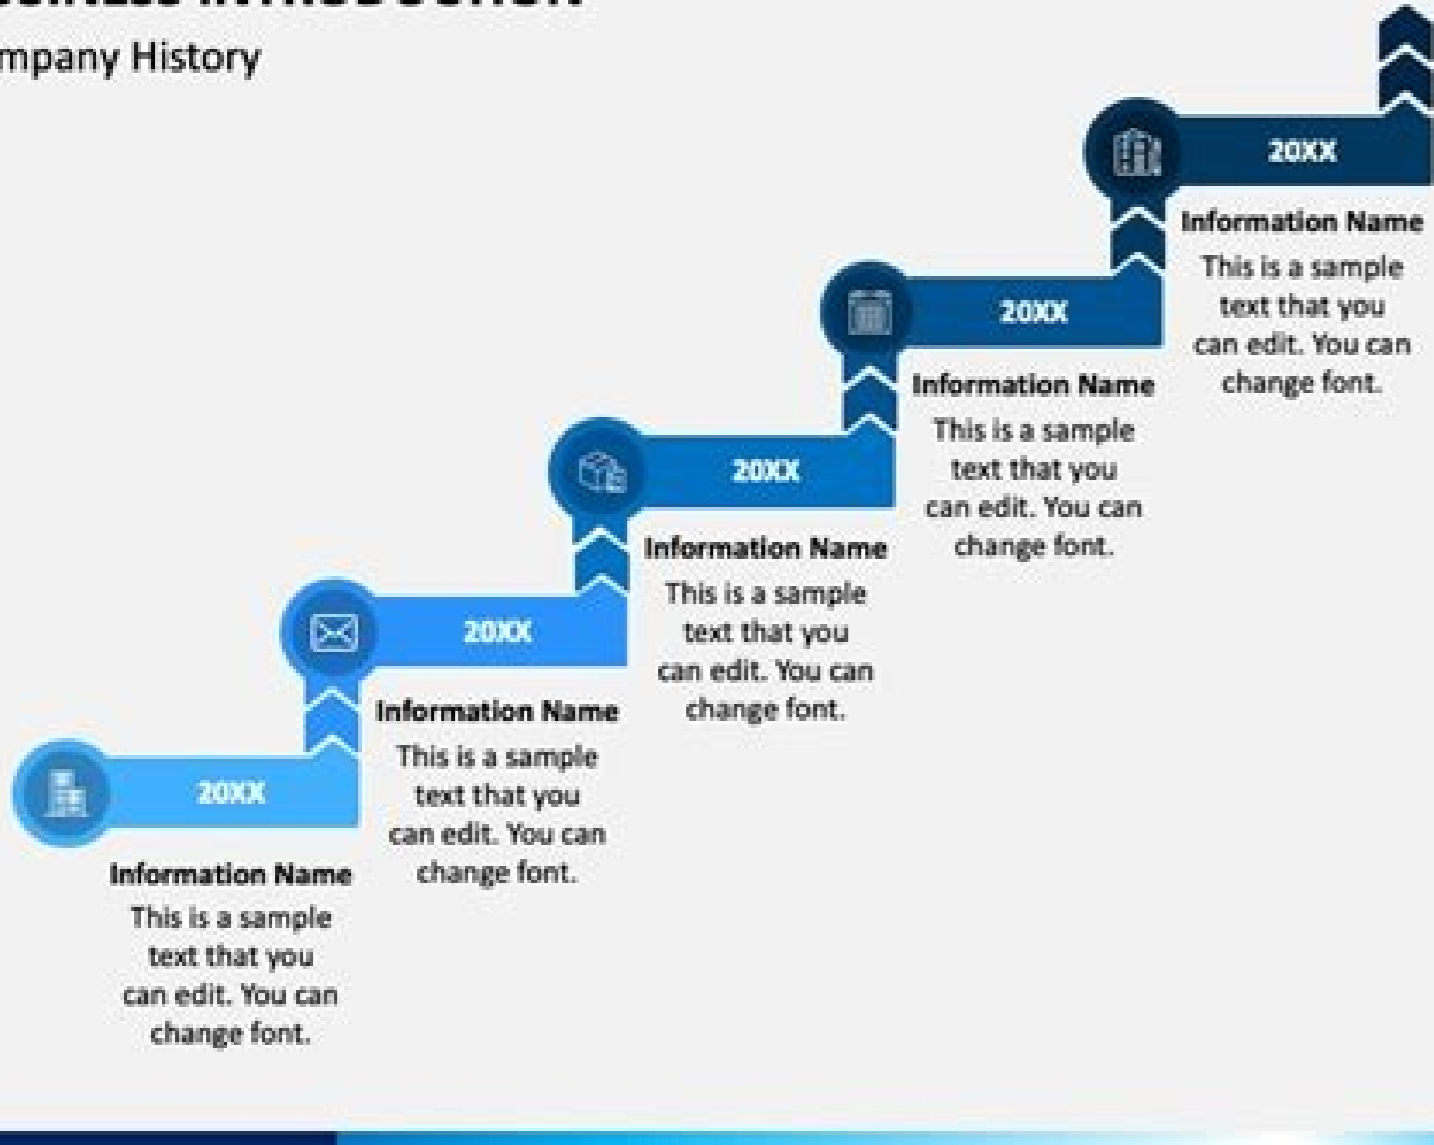 BUSINESS INTRODUCTION
mpany History
20XX
Information Name
This is a sample
text that you
can edit. You can
change font.
20XX
Information Name
This is a sample
text that you
can edit. You can
change font.
20XX
Information Name
This is a sample
text that you
can edit. You can
change font.
20XX
Information Name
This is a sample
text that you
can edit. You can
change font.
20XX
Information Name
This is a sample
text that you
can edit. You can
change font.